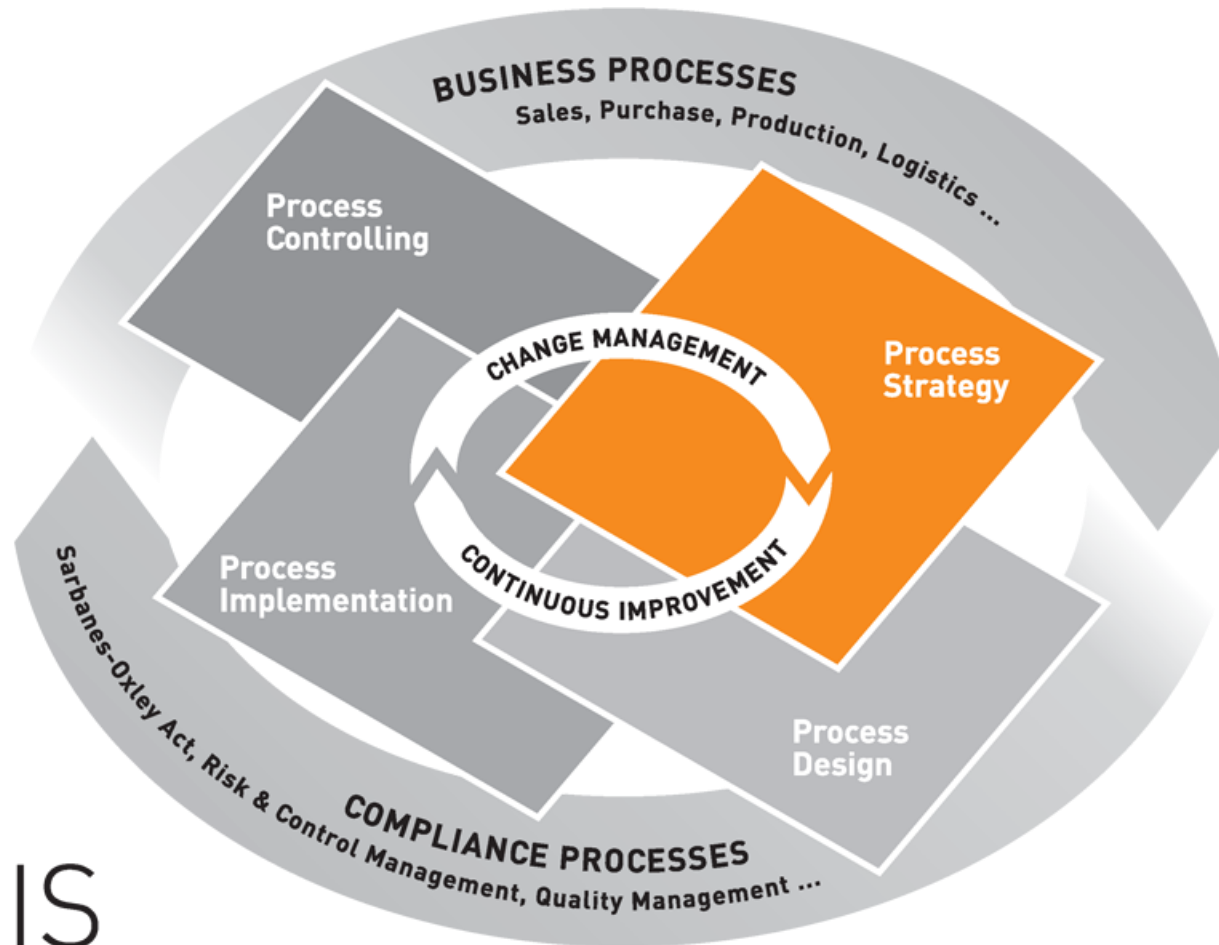 BUSINESS PROCESSES
Sales, Purchase, Production, Logistics ...
Process
Controlling
CHANGE MANAGEMENT
Process
Strategy
CONTINUOUS IMPROVEMENT
Process
Implementation
Process
Design
COMPLIANCE PROCESSES
Sarbanes-Oxley Act, Risk & Control Management, Quality Management ...
IS